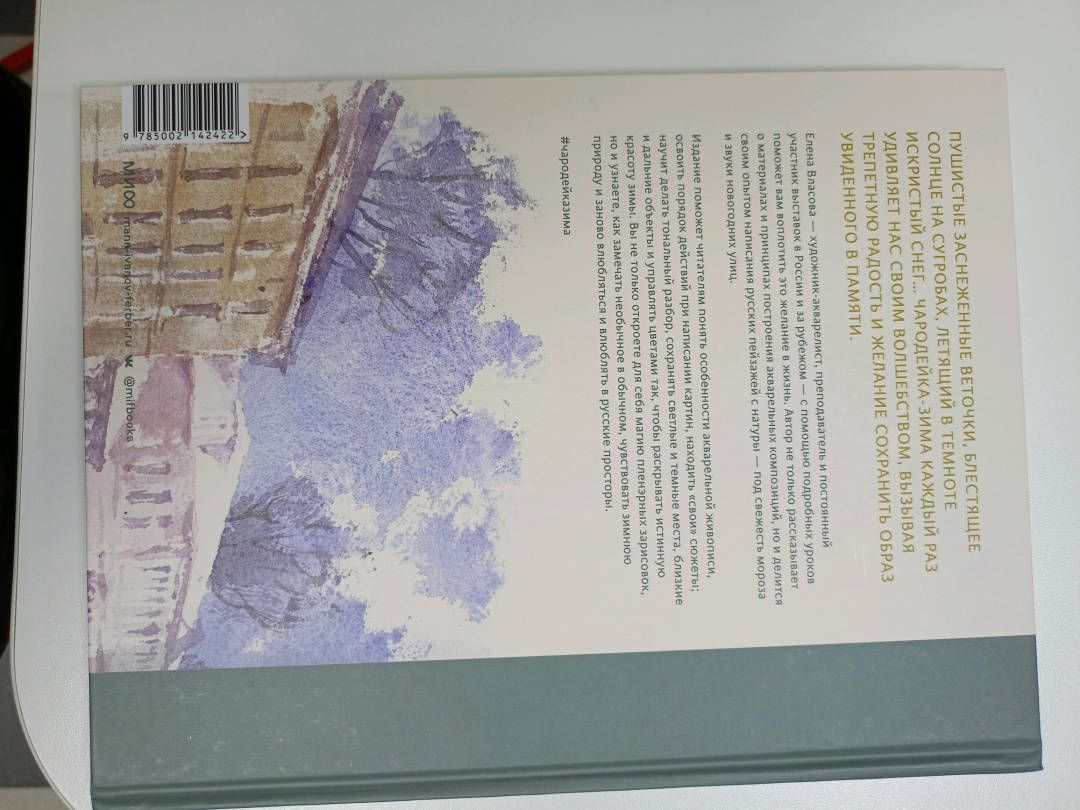 ПУШИСТЫЕ ЗАСНЕЖЕННЫЕ ВЕТОЧКИ, БЛЕСТЯЩЕЕ
СОЛНЦЕ НА СУГРОБАХ, ЛЕТЯЩИЙ В ТЕМНОТЕ
ИСКРИСТЫЙ СНЕГ... ЧАРОДЕЙКА-ЗИМА КАЖДЫЙ РАЗ
УДИВЛЯЕТ НАС СВОИМ ВОЛШЕБСТВОМ, ВЫЗЫВАЯ
ТРЕПЕТНУЮ РАДОСТЬ И ЖЕЛАНИЕ СОХРАНИТЬ ОБРАЗ
УВИДЕННОГО В ПАМЯТИ.
Елена Власова — художник-акварелист, преподаватель и постоянный
участник выставок в России и за рубежом — с помощью подробных уроков
поможет вам воплотить это желание в жизнь. Автор не только рассказывает
о материалах и принципах построения акварельных композиций, но и делится
своим опытом написания русских пейзажей с натуры — под свежесть мороза
и звуки новогодних улиц.
Издание поможет читателям понять особенности акварельной живописи,
освоить порядок действий при написании картин, находить «свои» сюжеты;
научит делать тональный разбор, сохранять светлые и темные места, близкие
и дальние объекты и управлять цветами так, чтобы раскрывать истинную
красоту зимы. Вы не только откроете для себя магию пленэрных зарисовок,
но и узнаете, как замечать необычное в обычном, чувствовать зимнюю
природу и заново влюбляться и влюблять в русские просторы.
#чародейказима
9 785002 142422 >
МИФ mann-ivanov-ferber.ru @mifbooks